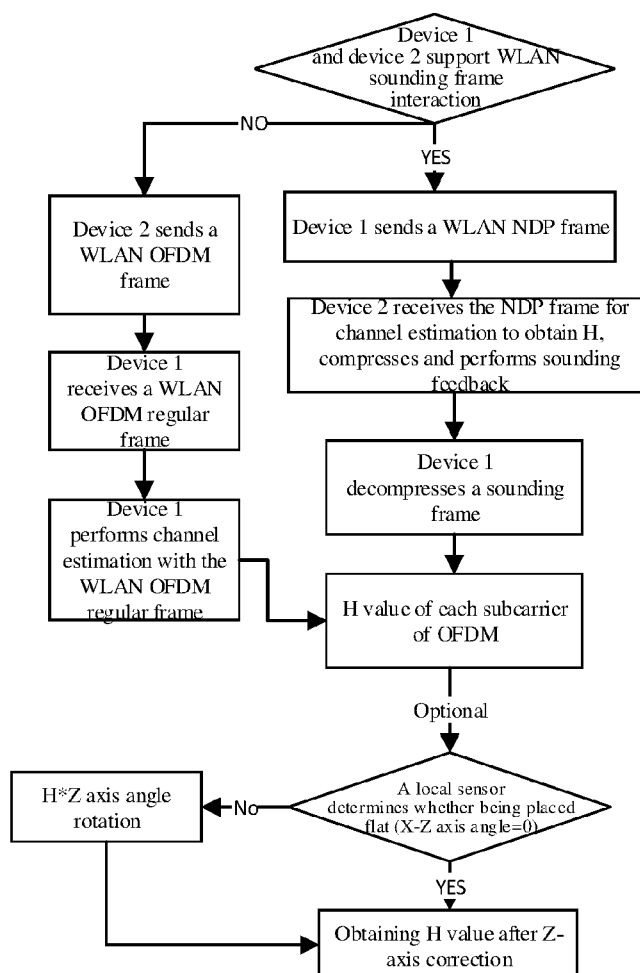 Device 1
and device 2 support WLAN
sounding frame
interaction
NO
YES
Device 2 sends a
WLAN OFDM
frame
Device 1 sends a WLAN NDP frame
Device 2 receives the NDP frame for
channel estimation to obtain H,
compresses and performs sounding
feedback
Device 1
receives a WLAN
OFDM regular
frame
Device 1
decompresses a sounding
frame
Device 1
performs channel
estimation with the
WLAN OFDM
regular frame
H value of each subcarrier
of OFDM
Optional
A local sensor
determines whether being placed
flat (X-Z axis angle=0)
No
H*Z axis angle
rotation
YES
Obtaining H value after Z-
axis correction